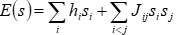 E(s)=∑_i h_i s_i + ∑_{i<j} J_{ij} s_i s_j